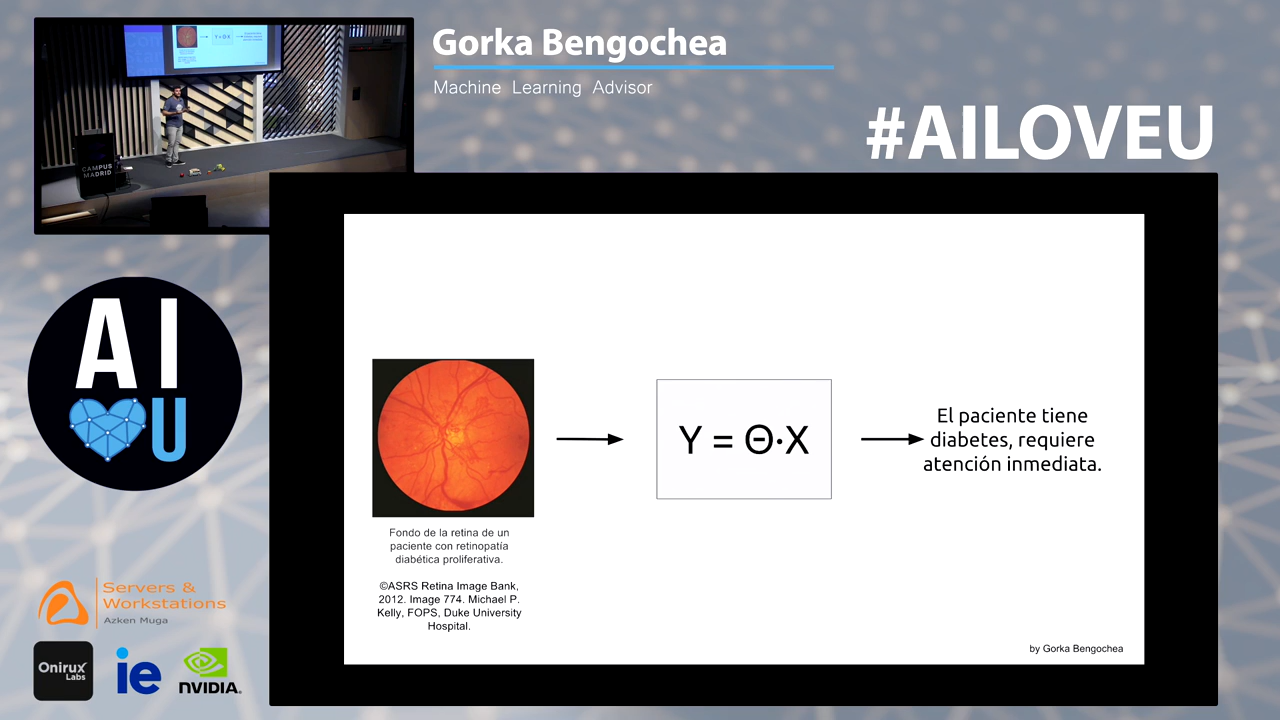 Gorka Bengochea
Machine Learning Advisor
#AILOVEU
CAMPUS
MADRID
AI
U
Y = Θ·X
El paciente tiene
diabetes, requiere
atención inmediata.
Fondo de la retina de un
paciente con retinopatía
diabética proliferativa.
©ASRS Retina Image Bank,
2012. Image 774. Michael P.
Kelly, FOPS, Duke University
Hospital.
by Gorka Bengochea
Servers &
Workstations
Azken Muga
Onirux
Labs
ie
NVIDIA